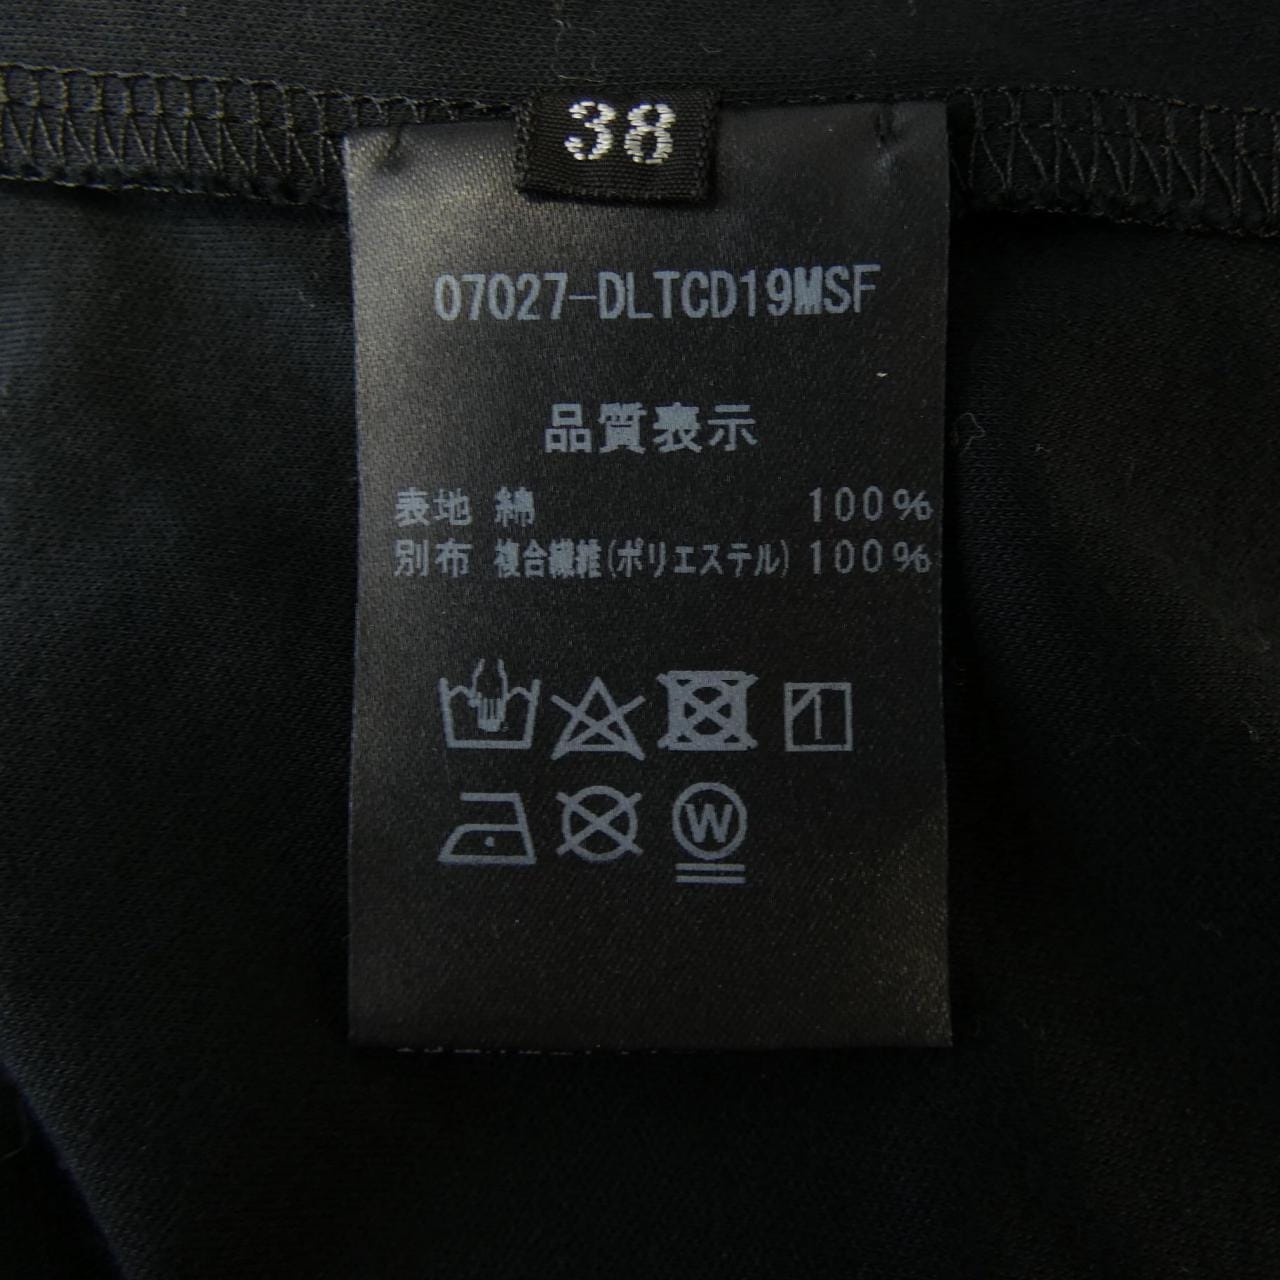 38
07027-DLTCD19MSF
品質表示
表地 綿 100%
別布 複合繊維(ポリエステル) 100%
W